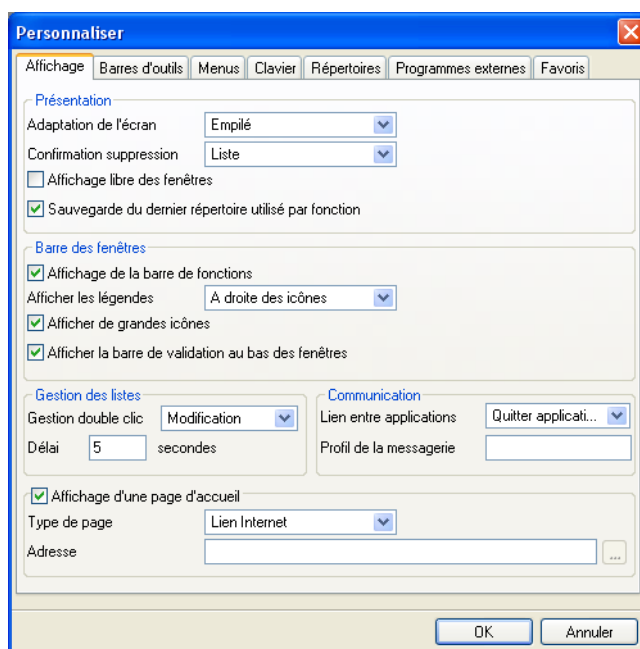 Personnaliser
Affichage Barres d'outils Menus Clavier Répertoires Programmes externes Favoris
Présentation
Adaptation de l'écran Empilé
Confirmation suppression Liste
Affichage libre des fenêtres
Sauvegarde du dernier répertoire utilisé par fonction
Barre des fenêtres
Affichage de la barre de fonctions
Afficher les légendes A droite des icônes
Afficher de grandes icônes
Afficher la barre de validation au bas des fenêtres
Gestion des listes Communication
Gestion double clic Modification Lien entre applications Quitter applicati...
Délai 5 secondes Profil de la messagerie
Affichage d'une page d'accueil
Type de page Lien Internet
Adresse ...
OK Annuler